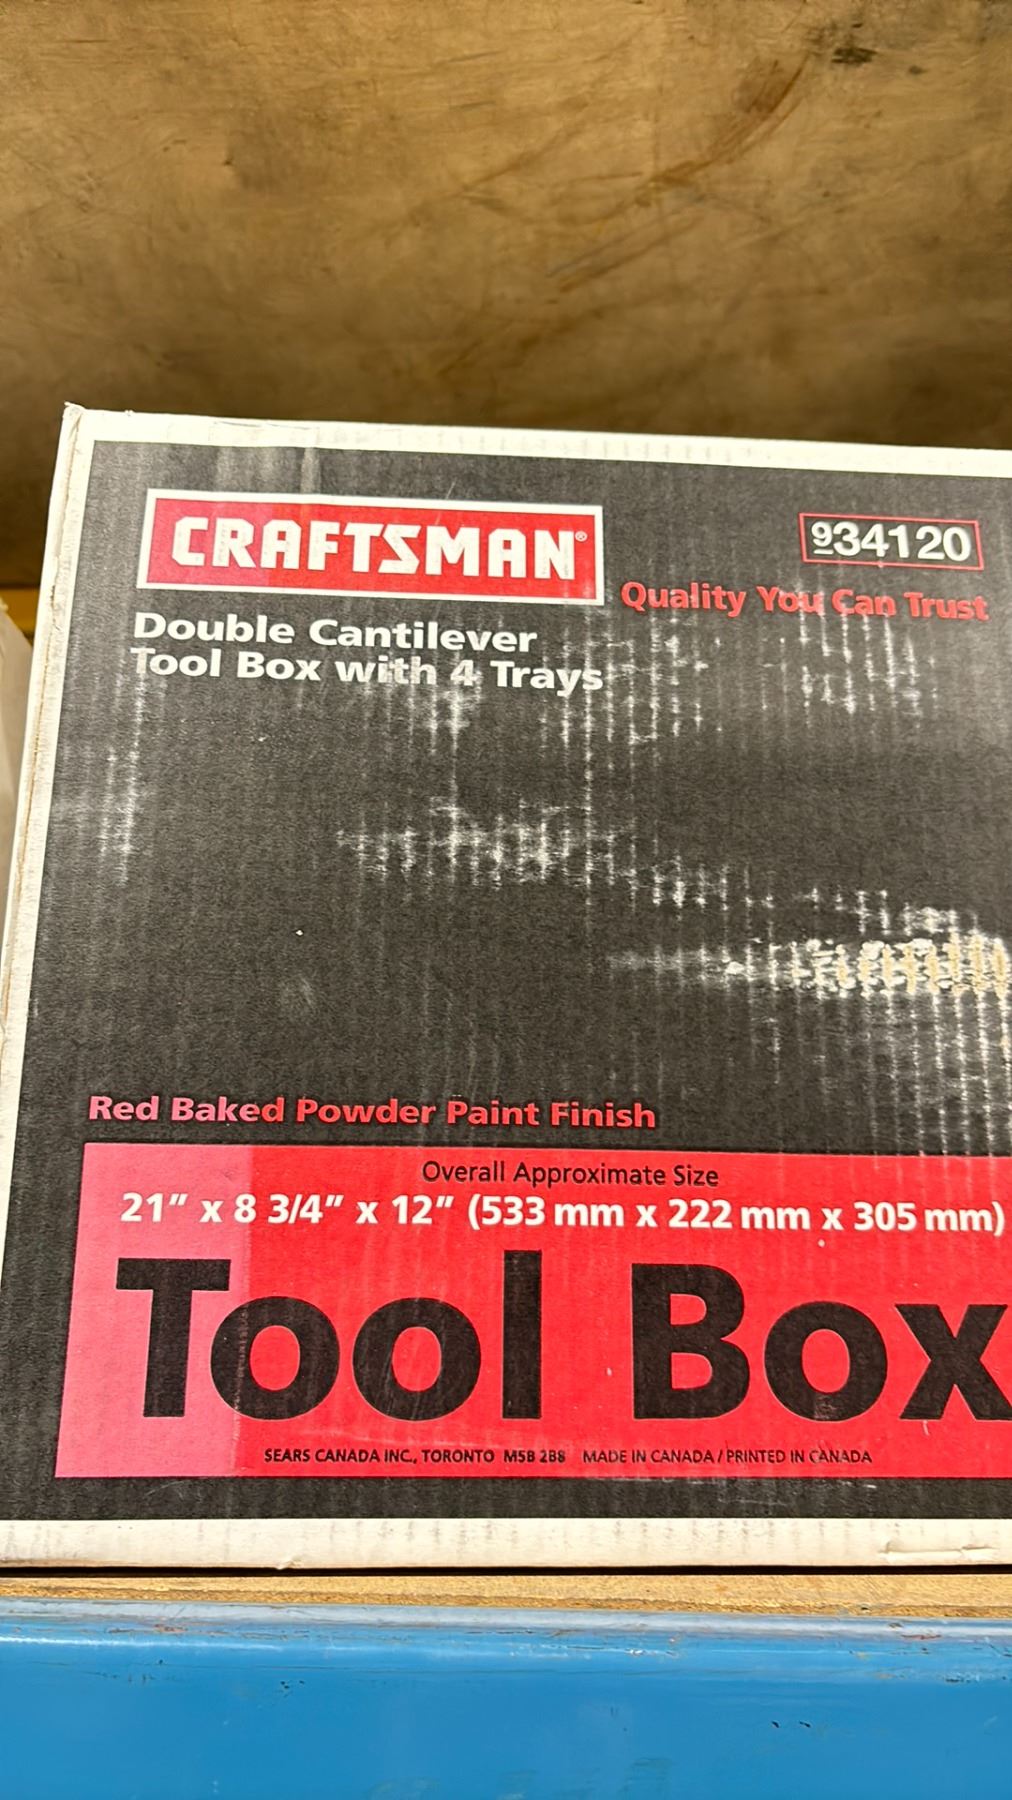 CRAFTSMAN®
934120
Quality You Can Trust
Double Cantilever
Tool Box with 4 Trays
Red Baked Powder Paint Finish
Overall Approximate Size
21" x 8 3/4" x 12" (533 mm x 222 mm x 305 mm)
Tool Box
SEARS CANADA INC., TORONTO M5B 2B8 MADE IN CANADA / PRINTED IN CANADA